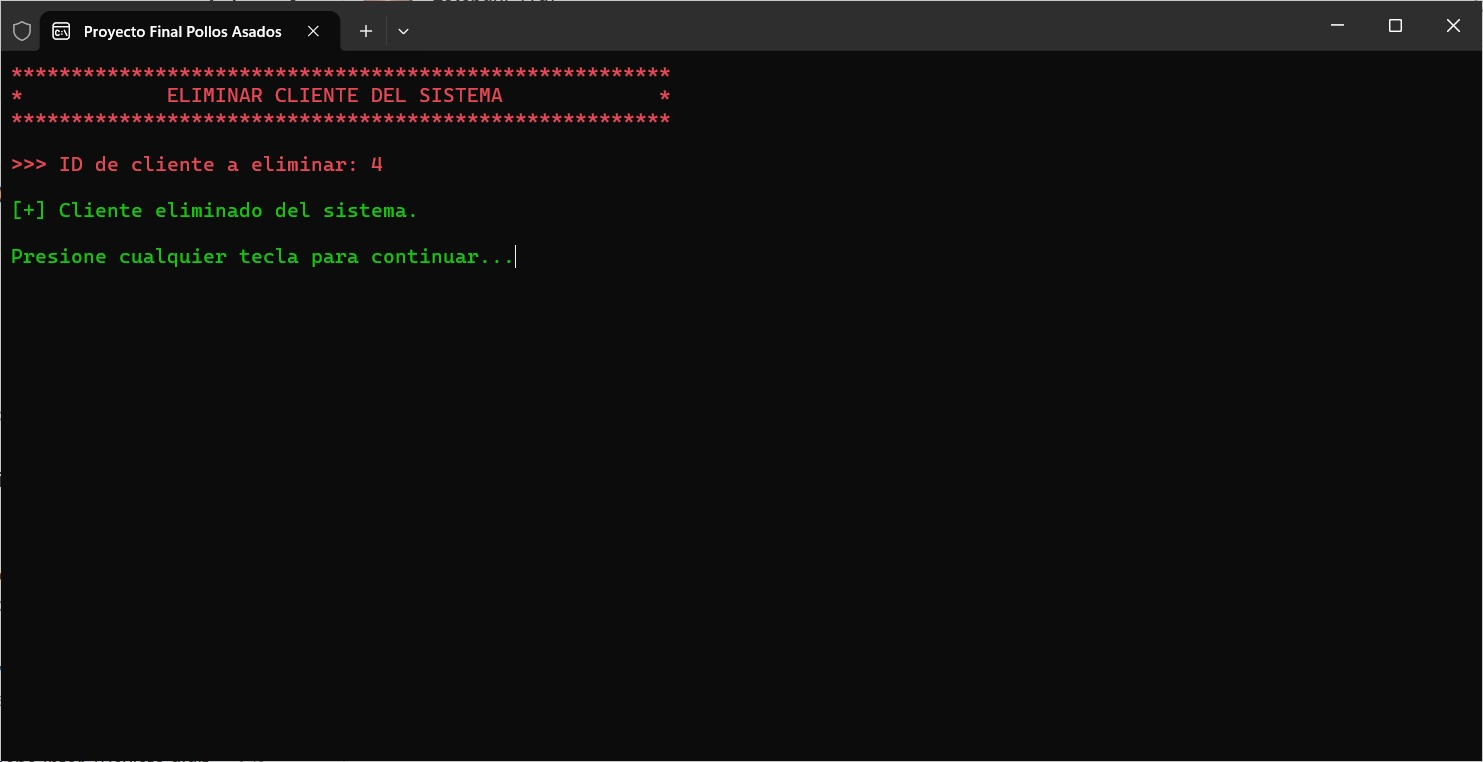 Proyecto Final Pollos Asados
*******************************************************
* ELIMINAR CLIENTE DEL SISTEMA *
*******************************************************
>>> ID de cliente a eliminar: 4
[+] Cliente eliminado del sistema.
Presione cualquier tecla para continuar...